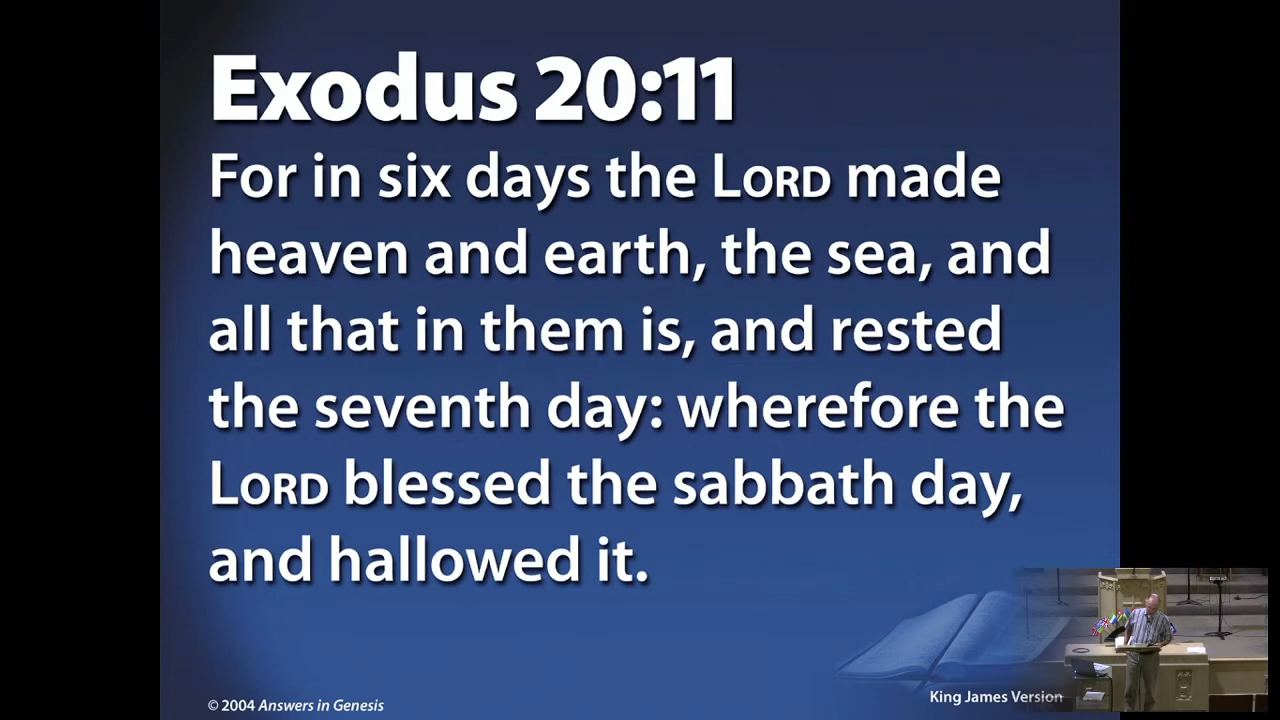 Exodus 20:11
For in six days the LORD made
heaven and earth, the sea, and
all that in them is, and rested
the seventh day: wherefore the
LORD blessed the sabbath day,
and hallowed it.
© 2004 Answers in Genesis
King James Version